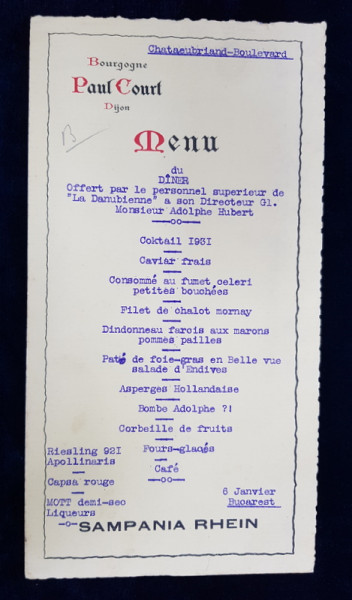 Chataeubriand-Boulevard
Bourgogne
Paul Court
Dijon
B
Menu
du
DÎNER
Offert par le personnel superieur de
"La Danubienne" a son Directeur Gl.
Monsieur Adolphe Hubert
Coktail 1931
Caviar frais
Consommé au fumet celeri
petites bouchées
Filet de chalot mornay
Dindonneau farois aux marons
pommes pailles
Paté de foie-gras en Belle vue
salade d'Endives
Asperges Hollandaise
Bombe Adolphe ?!
Corbeille de fruits
Fours-glaçés
Café
Riesling 921
Apollinaris
Capsa rouge
MOTT demi-sec
Liqueurs
6 Janvier
Bucarest
SAMPANIA RHEIN